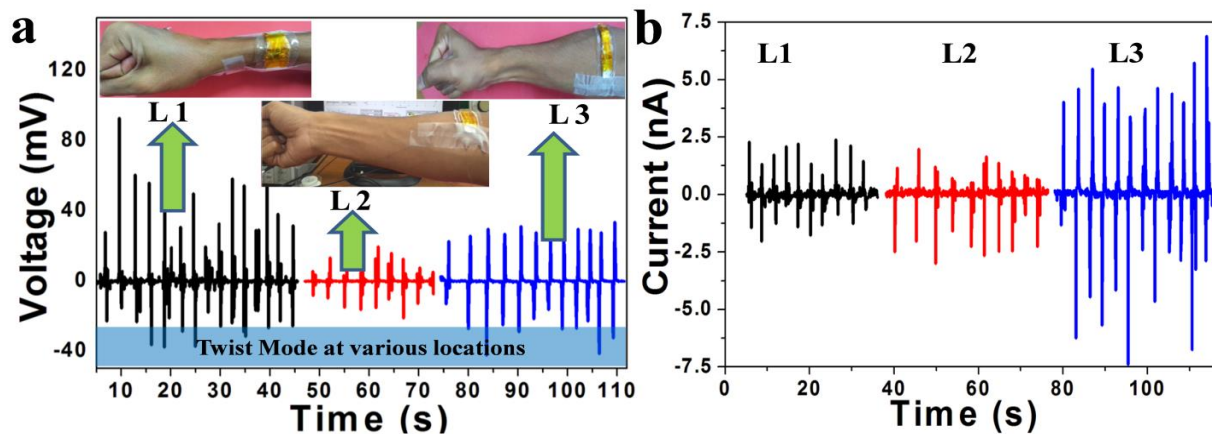 a
Voltage (mV)
120
80
40
0
-40
L 1
L 2
L 3
Twist Mode at various locations
10 20 30 40 50 60 70 80 90 100 110
Time (s)
b
Current (nA)
7.5
5.0
2.5
0.0
-2.5
-5.0
-7.5
L1 L2 L3
0 20 40 60 80 100
Time (s)